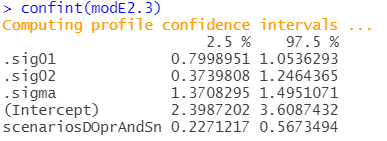 > confint(modE2.3)
Computing profile confidence intervals ...
2.5 % 97.5 %
.sig01 0.7998951 1.0536293
.sig02 0.3739808 1.2464365
.sigma 1.3708295 1.4951071
(Intercept) 2.3987202 3.6087432
scenariosDOprAndSn 0.2271217 0.5673494